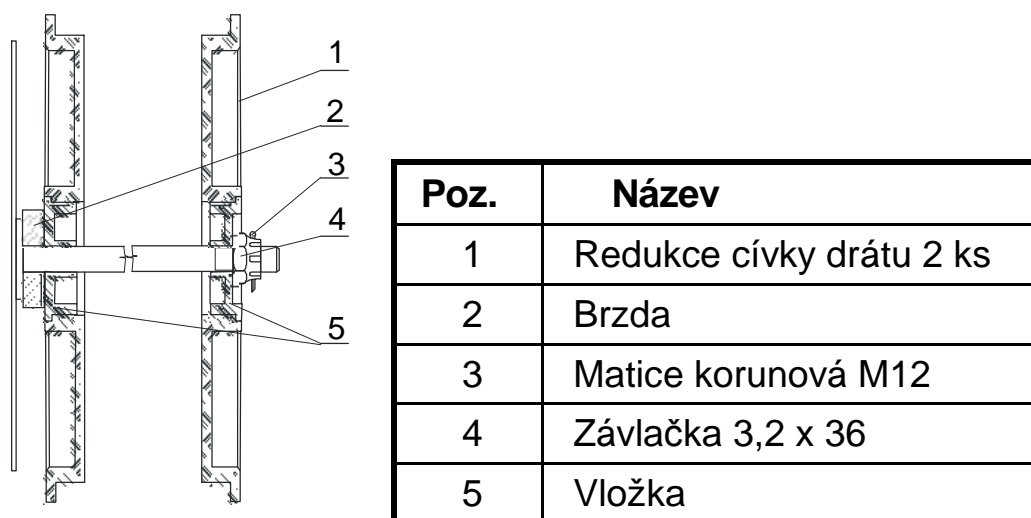 1
2
3
4
5
Poz. Název
1 Redukce cívky drátu 2 ks
2 Brzda
3 Matice korunová M12
4 Závlačka 3,2 x 36
5 Vložka